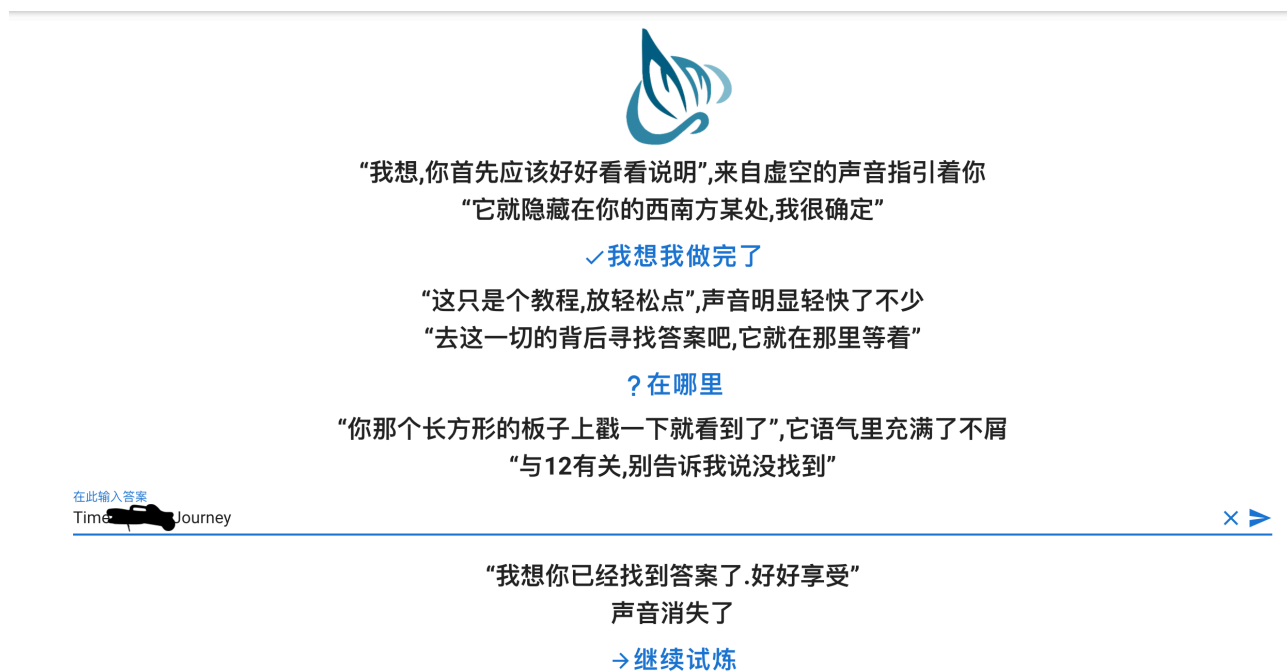 “我想,你首先应该好好看看说明”,来自虚空的声音指引着你
“它就隐藏在你的西南方某处,我很确定”
✓我想我做完了
“这只是个教程,放轻松点”,声音明显轻快了不少
“去这一切的背后寻找答案吧,它就在那里等着”
?在哪里
“你那个长方形的板子上戳一下就看到了”,它语气里充满了不屑
“与12有关,别告诉我说没找到”
在此输入答案
Time Journey
“我想你已经找到答案了.好好享受”
声音消失了
→继续试炼